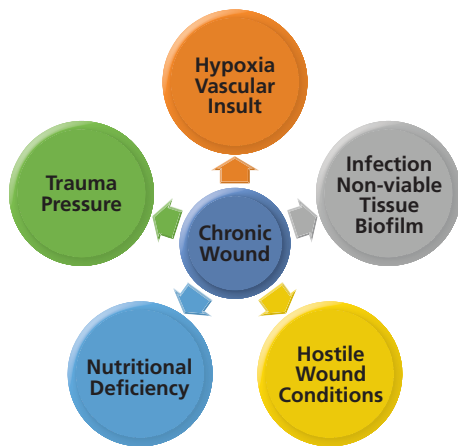 Hypoxia
Vascular
Insult
Trauma
Pressure
Infection
Non-viable
Tissue
Biofilm
Chronic
Wound
Nutritional
Deficiency
Hostile
Wound
Conditions